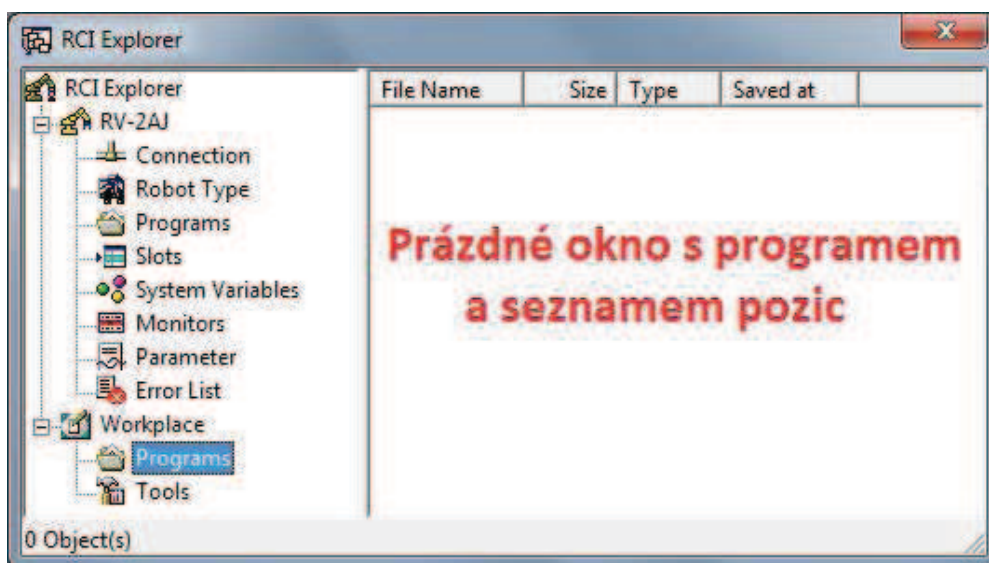 RCI Explorer
RCI Explorer
RV-2AJ
Connection
Robot Type
Programs
Slots
System Variables
Monitors
Parameter
Error List
Workplace
Programs
Tools
File Name Size Type Saved at
Prázdné okno s programem
a seznamem pozic
0 Object(s)